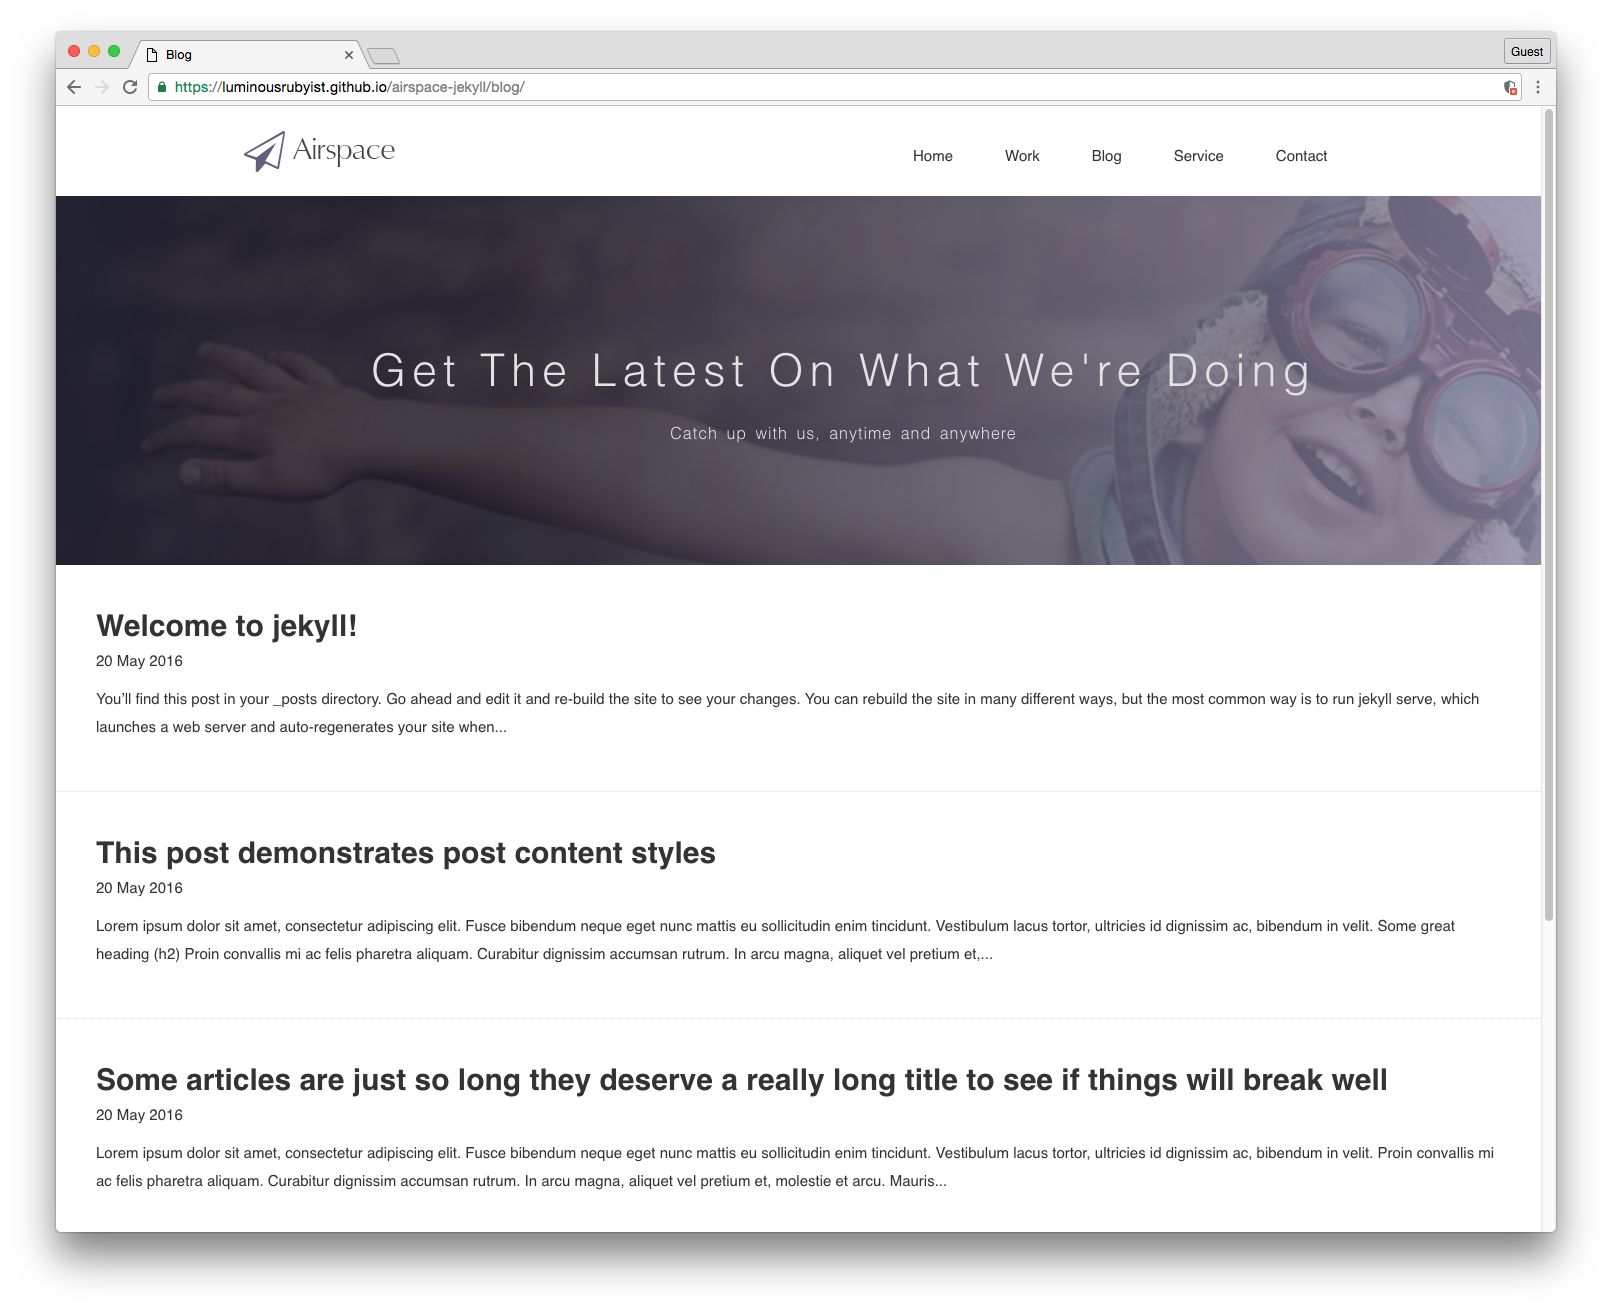 Blog
Guest
https://luminousrubyist.github.io/airspace-jekyll/blog/
Airspace
Home Work Blog Service Contact
Get The Latest On What We're Doing
Catch up with us, anytime and anywhere
Welcome to jekyll!
20 May 2016
You’ll find this post in your _posts directory. Go ahead and edit it and re-build the site to see your changes. You can rebuild the site in many different ways, but the most common way is to run jekyll serve, which
launches a web server and auto-regenerates your site when...
This post demonstrates post content styles
20 May 2016
Lorem ipsum dolor sit amet, consectetur adipiscing elit. Fusce bibendum neque eget nunc mattis eu sollicitudin enim tincidunt. Vestibulum lacus tortor, ultricies id dignissim ac, bibendum in velit. Some great
heading (h2) Proin convallis mi ac felis pharetra aliquam. Curabitur dignissim accumsan rutrum. In arcu magna, aliquet vel pretium et,...
Some articles are just so long they deserve a really long title to see if things will break well
20 May 2016
Lorem ipsum dolor sit amet, consectetur adipiscing elit. Fusce bibendum neque eget nunc mattis eu sollicitudin enim tincidunt. Vestibulum lacus tortor, ultricies id dignissim ac, bibendum in velit. Proin convallis mi
ac felis pharetra aliquam. Curabitur dignissim accumsan rutrum. In arcu magna, aliquet vel pretium et, molestie et arcu. Mauris...